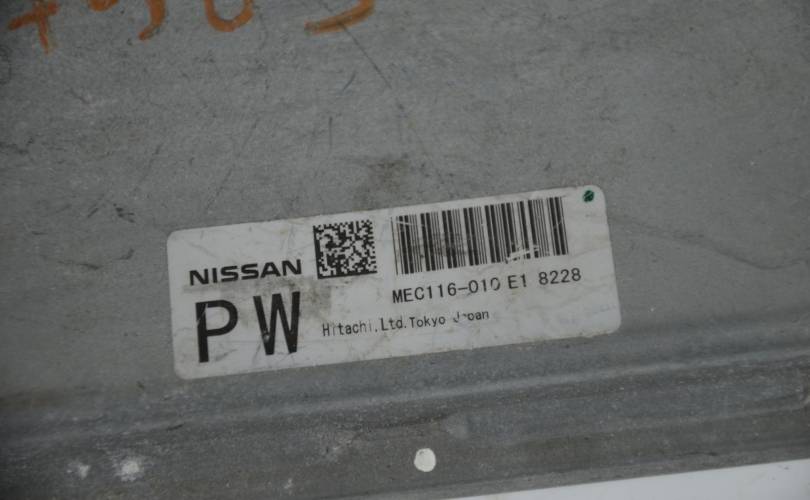 NISSAN
PW
MEC116-010 E1 8228
Hitachi,Ltd.Tokyo Japan